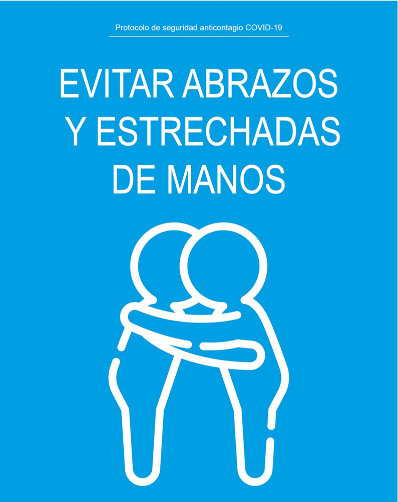 Protocolo de seguridad anticontagio COVID-19
EVITAR ABRAZOS
Y ESTRECHADAS
DE MANOS